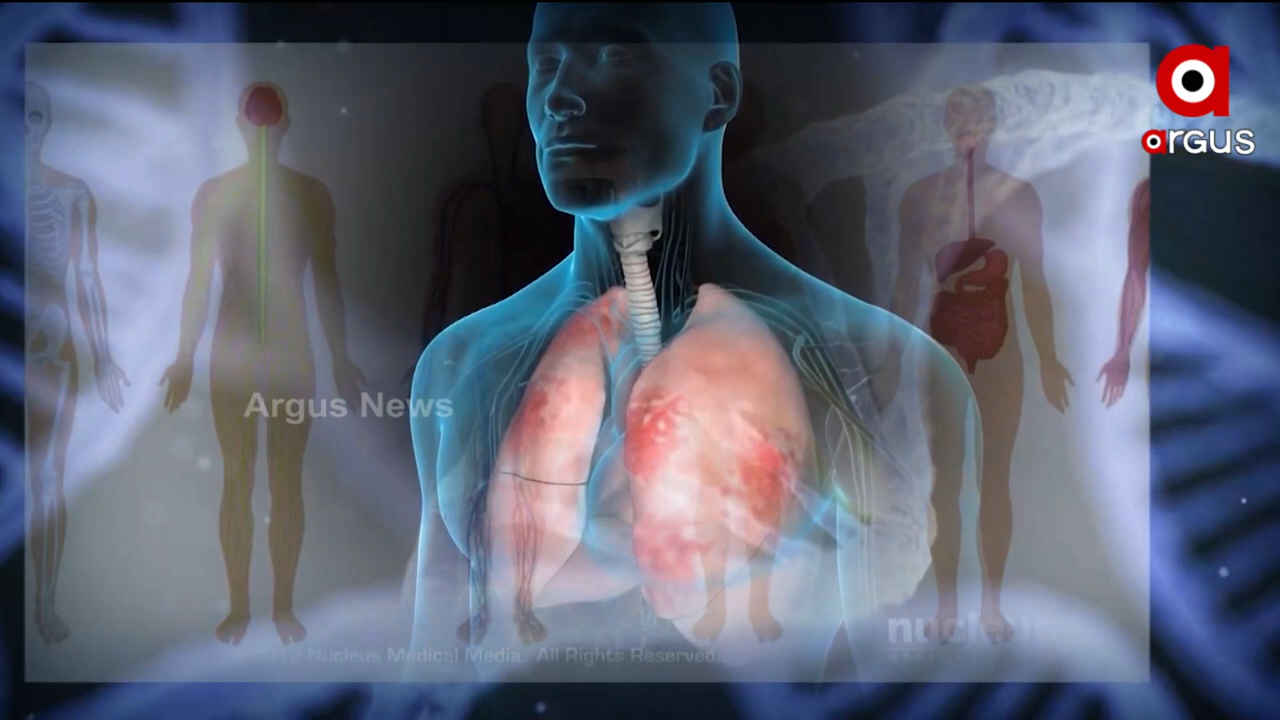 argus
Argus News
Nucleus Medical Media. All Rights Reserved.
nucleus